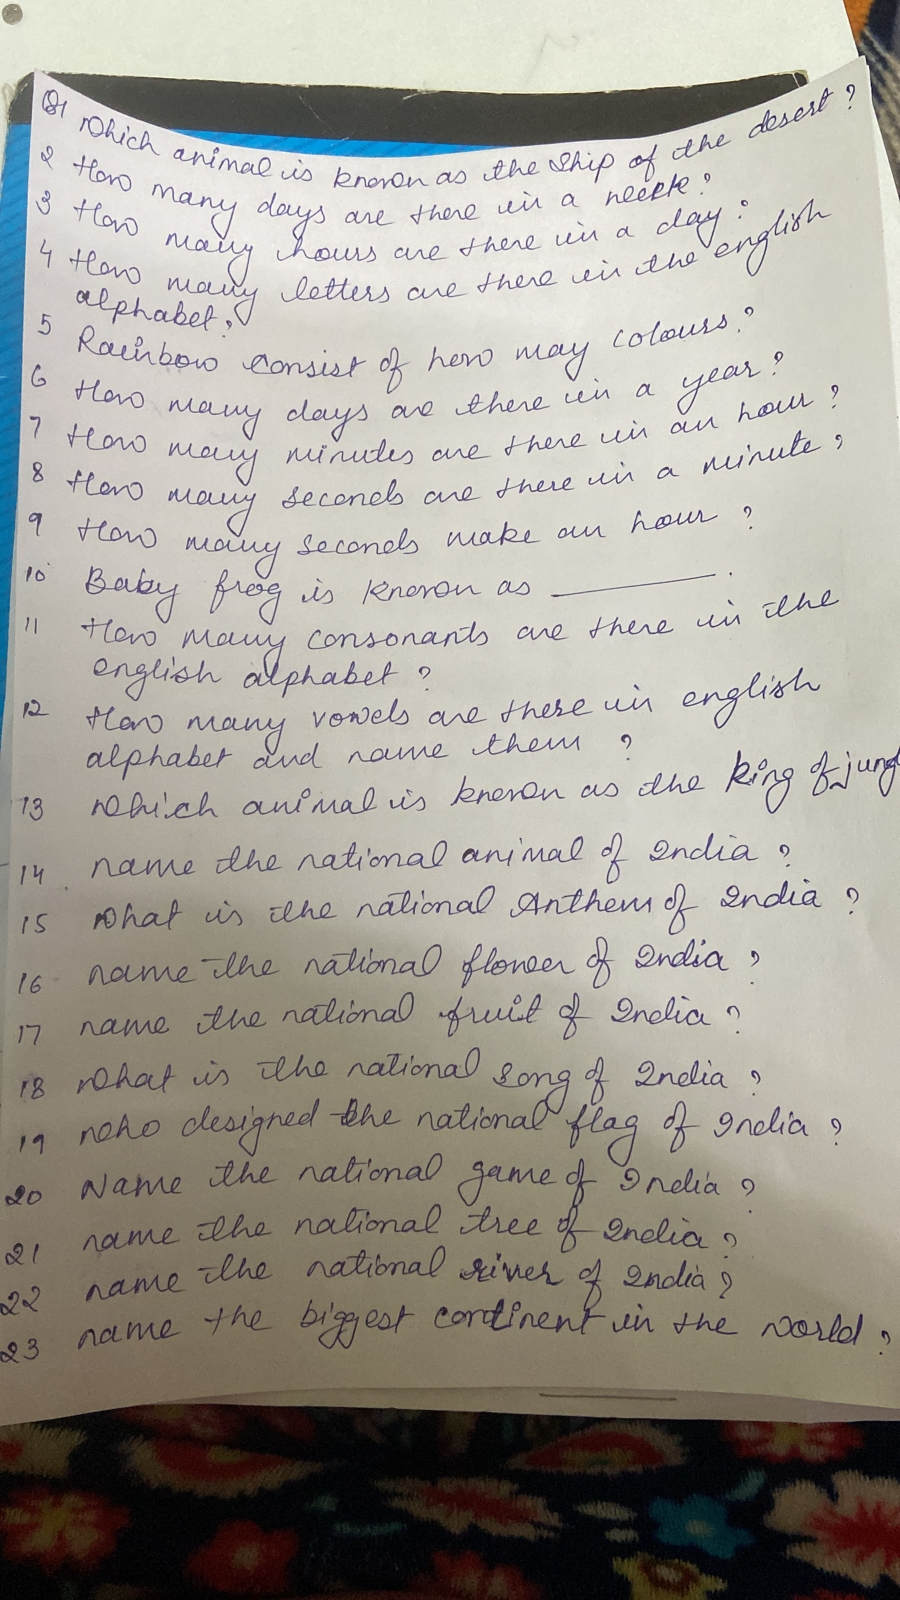 Q1 Which animal is known as the Ship of the desert?
2 How many days are there in a week?
3 How many hours are there in a day?
4 How many letters are there in the english
alphabet?
5 Rainbow consist of how may colours?
6 How many days are there in a year?
7 How many minutes are there in an hour?
8 How many seconds are there in a minute?
9 How many seconds make an hour?
10 Baby frog is known as ________.
11 How many consonants are there in the
english alphabet?
12 How many vowels are there in english
alphabet and name them?
13 Which animal is known as the king of jung
14 name the national animal of India?
15 What is the national Anthem of India?
16 name the national flower of India?
17 name the national fruit of India?
18 What is the national song of India?
19 who designed the national flag of India?
20 Name the national game of India?
21 name the national tree of India?
22 name the national river of India?
23 name the biggest continent in the world?